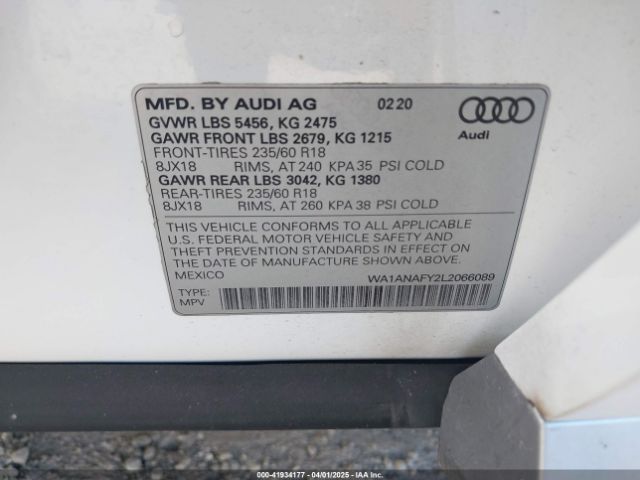 MFD. BY AUDI AG 02 20
GVWR LBS 5456, KG 2475
GAWR FRONT LBS 2679, KG 1215
FRONT-TIRES 235/60 R18
8JX18 RIMS, AT 240 KPA 35 PSI COLD
GAWR REAR LBS 3042, KG 1380
REAR-TIRES 235/60 R18
8JX18 RIMS, AT 260 KPA 38 PSI COLD
Audi
THIS VEHICLE CONFORMS TO ALL APPLICABLE
U.S. FEDERAL MOTOR VEHICLE SAFETY AND
THEFT PREVENTION STANDARDS IN EFFECT ON
DATE OF MANUFACTURE SHOWN ABOVE.
MEXICO WA1ANAFY2L2066089
TYPE:
MPV
000-41934177 - 04/01/2025 - IAA Inc.